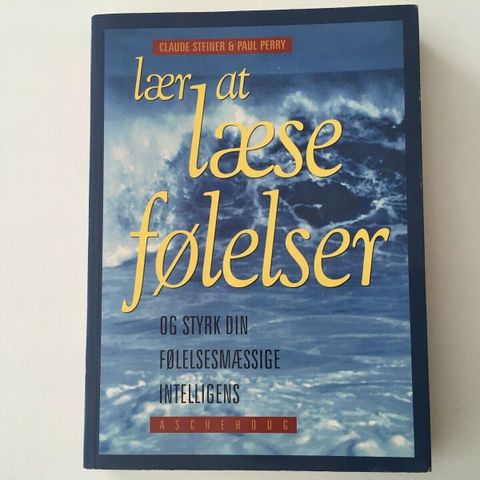 CLAUDE STEINER & PAUL PERRY
lær at
læse
følelser
OG STYRK DIN
FØLELSESMÆSSIGE
INTELLIGENS
ASCHEHOUG